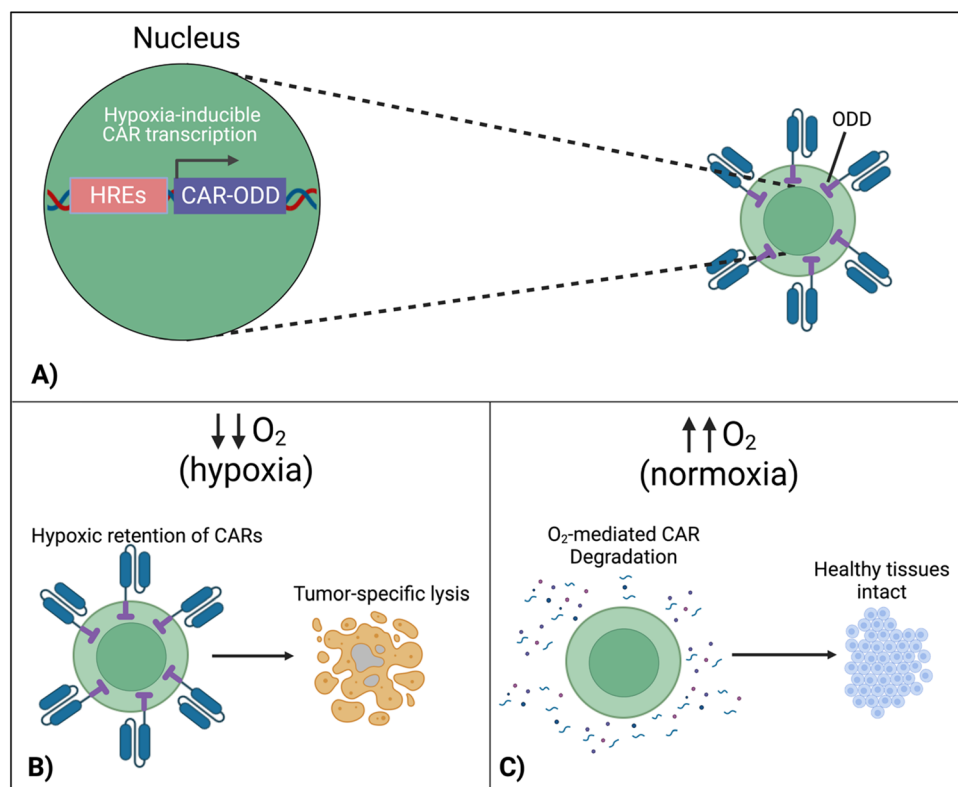 Nucleus
Hypoxia-inducible
CAR transcription
HREs
CAR-ODD
ODD
A)
↓↓ O₂
(hypoxia)
Hypoxic retention of CARs
Tumor-specific lysis
B)
↑↑ O₂
(normoxia)
O₂-mediated CAR
Degradation
Healthy tissues
intact
C)